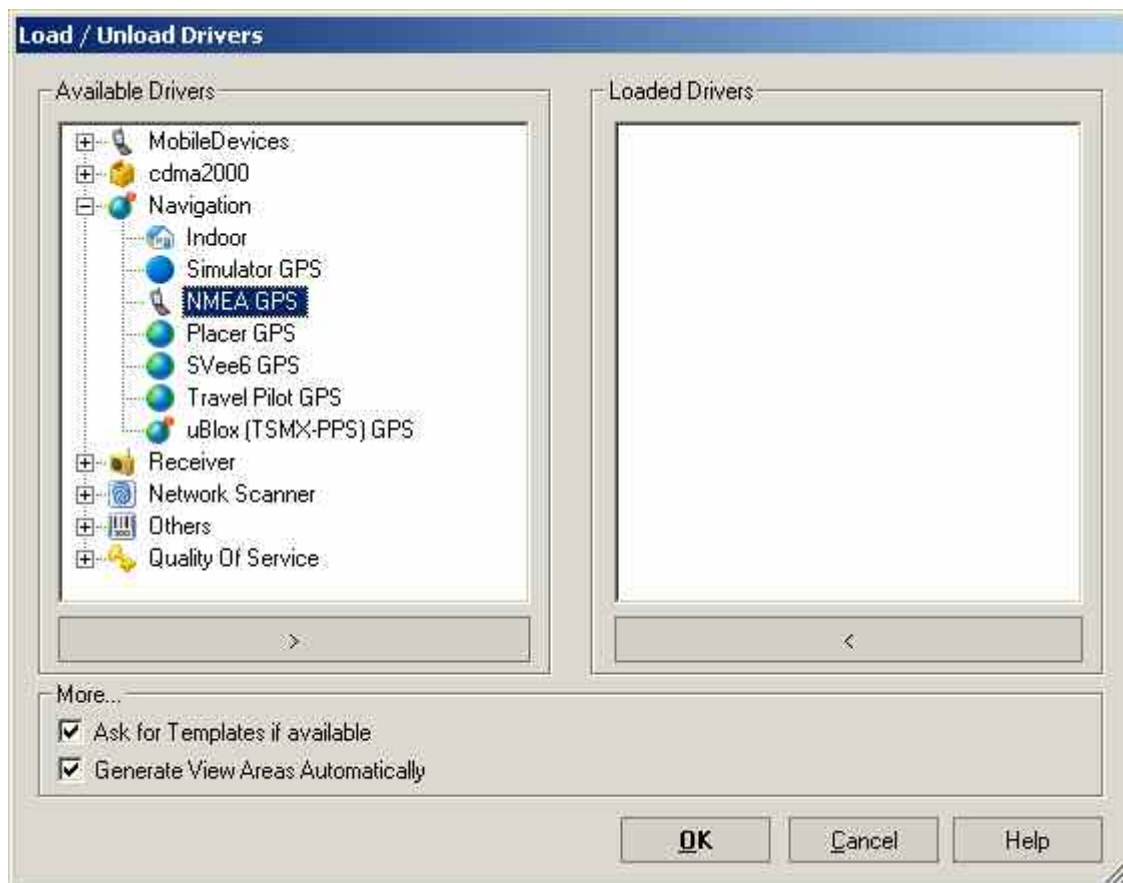 Load / Unload Drivers
Available Drivers
MobileDevices
cdma2000
Navigation
Indoor
Simulator GPS
NMEA GPS
Placer GPS
SVee6 GPS
Travel Pilot GPS
uBlox (TSMX-PPS) GPS
Receiver
Network Scanner
Others
Quality Of Service
>
Loaded Drivers
<
More...
Ask for Templates if available
Generate View Areas Automatically
OK
Cancel
Help